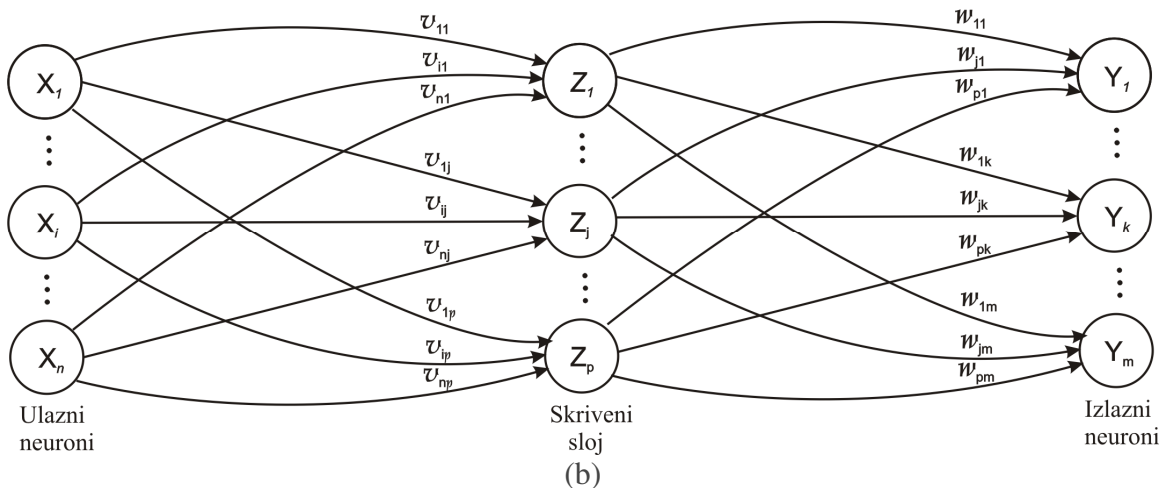 v11
w11
X1
vi1
vn1
Z1
wj1
wp1
Y1
v1j
w1k
Xi
vij
Zj
wjk
Yk
vnj
wpk
v1p
w1m
Xn
vip
Zp
wjm
Ym
vnp
wpm
Ulazni
neuroni
Skriveni
sloj
Izlazni
neuroni
(b)